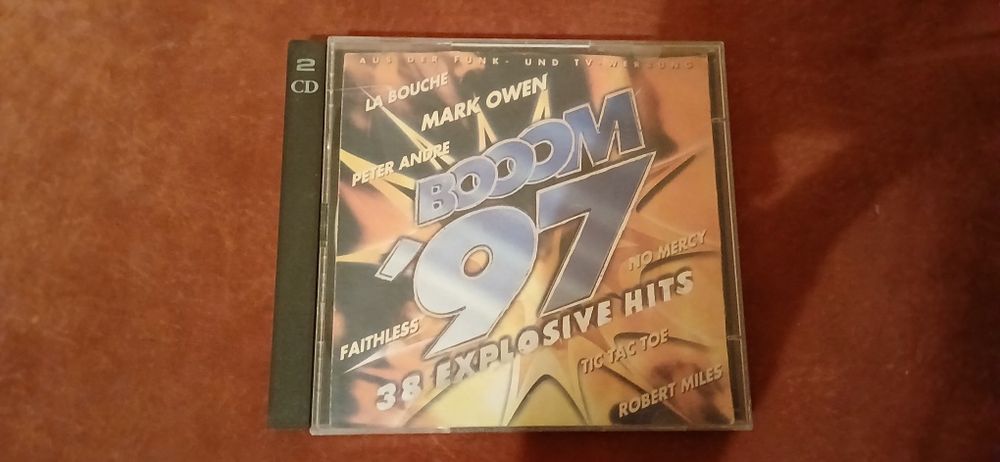 2
CD
AUS DER FUNK- UND TV-WERBUNG
LA BOUCHE
MARK OWEN
PETER ANDRE
BOOOM
'97
NO MERCY
FAITHLESS
38 EXPLOSIVE HITS
TIC TAC TOE
ROBERT MILES